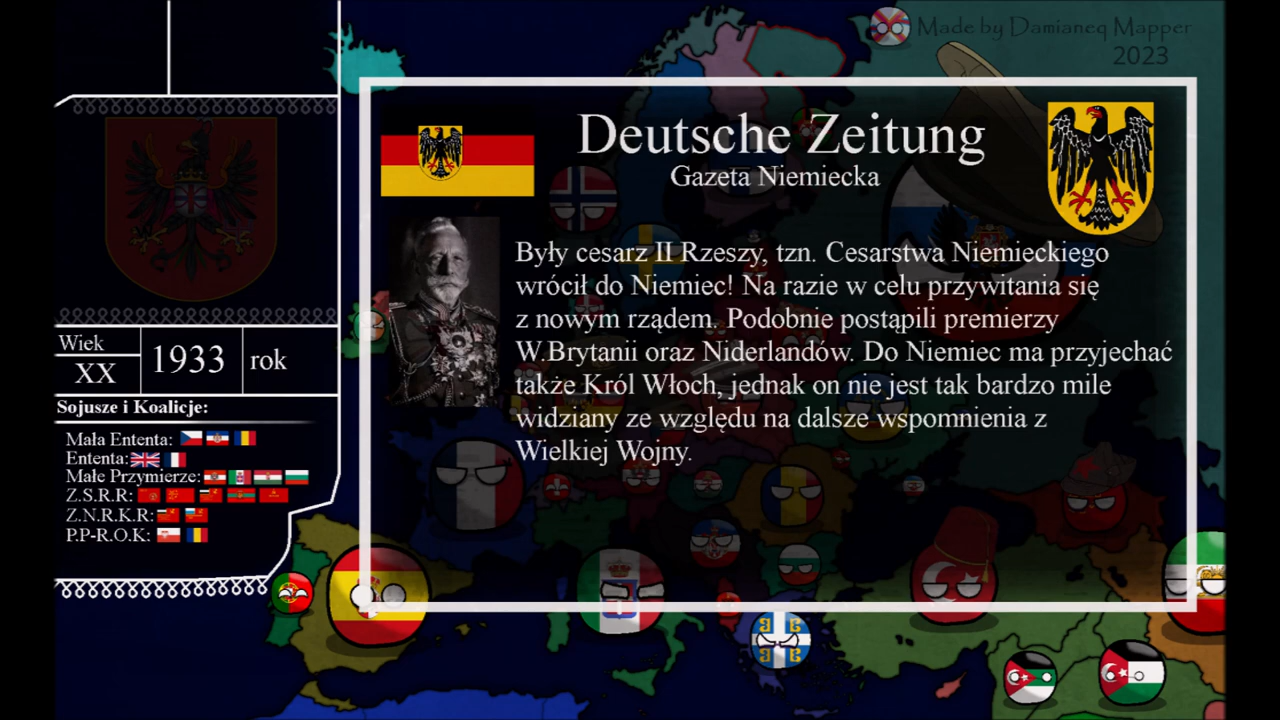 Made by Damianeq Mapper
2023
Deutsche Zeitung
Gazeta Niemiecka
Były cesarz II Rzeszy, tzn. Cesarstwa Niemieckiego
wrócił do Niemiec! Na razie w celu przywitania się
z nowym rządem. Podobnie postąpili premierzy
W.Brytanii oraz Niderlandów. Do Niemiec ma przyjechać
także Król Włoch, jednak on nie jest tak bardzo mile
widziany ze względu na dalsze wspomnienia z
Wielkiej Wojny.
Wiek
XX
1933
rok
Sojusze i Koalicje:
Mała Ententa:
Ententa:
Małe Przymierze:
Z.S.R.R:
Z.N.R.K.R:
P.P-R.O.K: